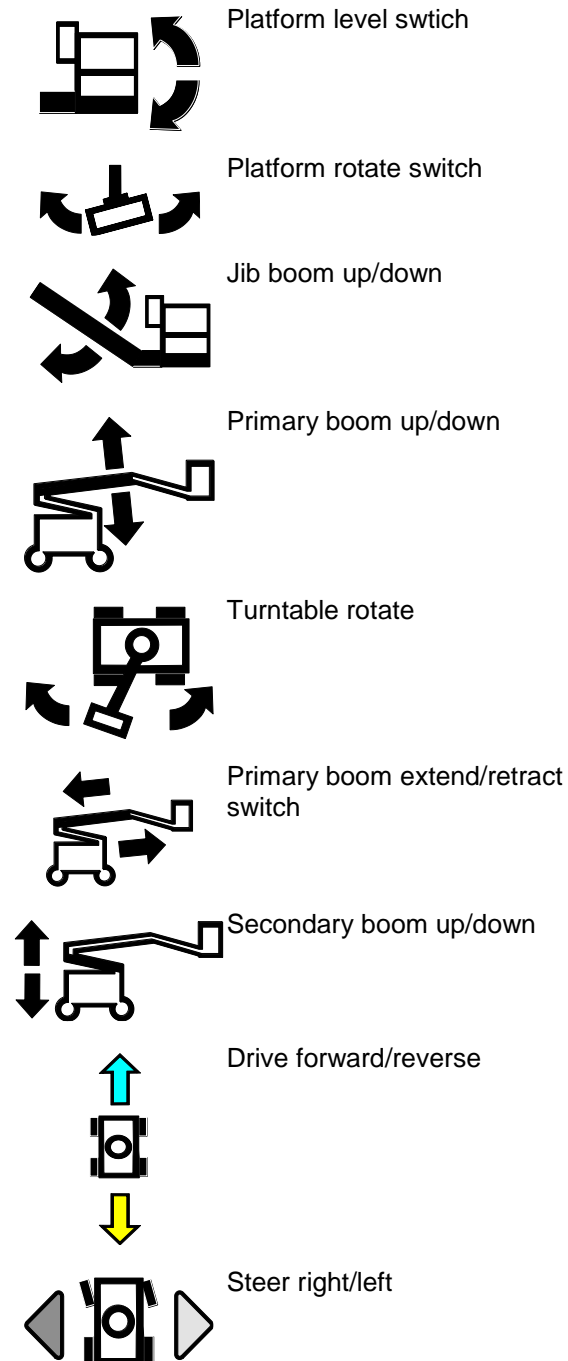 Platform level swtich
Platform rotate switch
Jib boom up/down
Primary boom up/down
Turntable rotate
Primary boom extend/retract
switch
Secondary boom up/down
Drive forward/reverse
Steer right/left